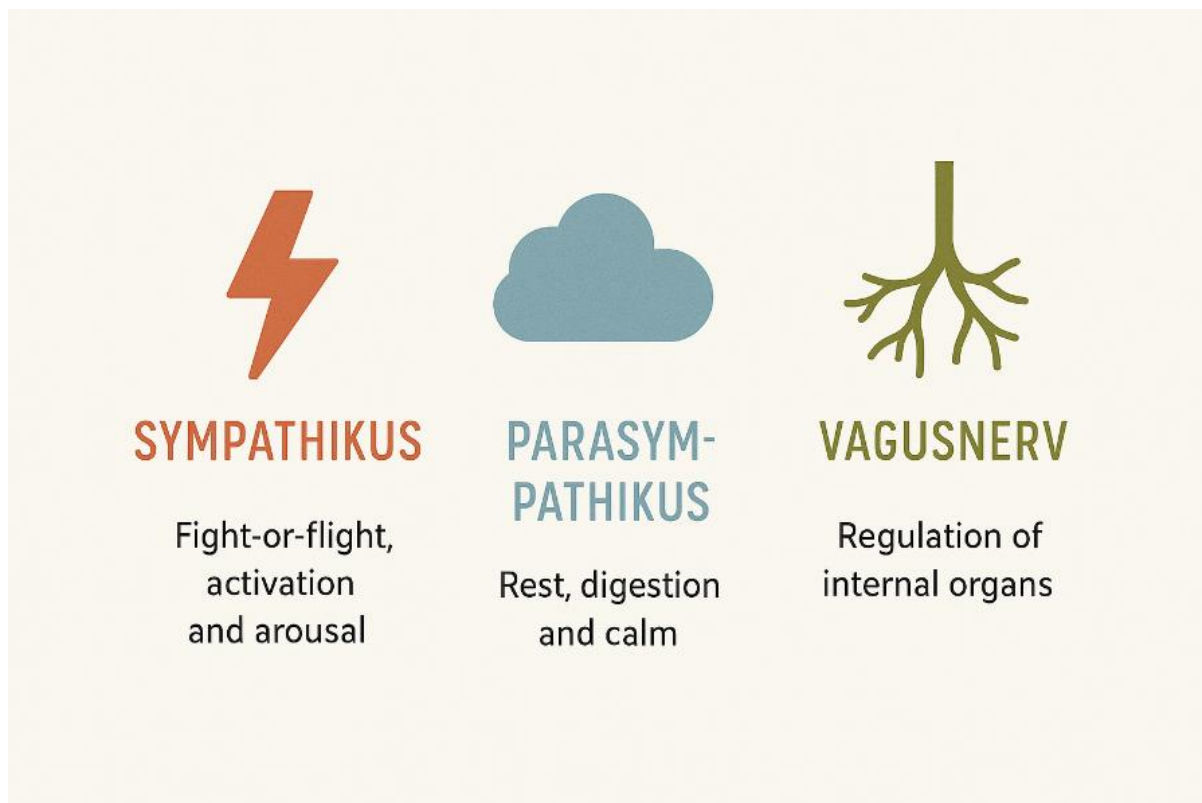 SYMPATHIKUS
Fight-or-flight,
activation
and arousal
PARASYM-
PATHIKUS
Rest, digestion
and calm
VAGUSNERV
Regulation of
internal organs